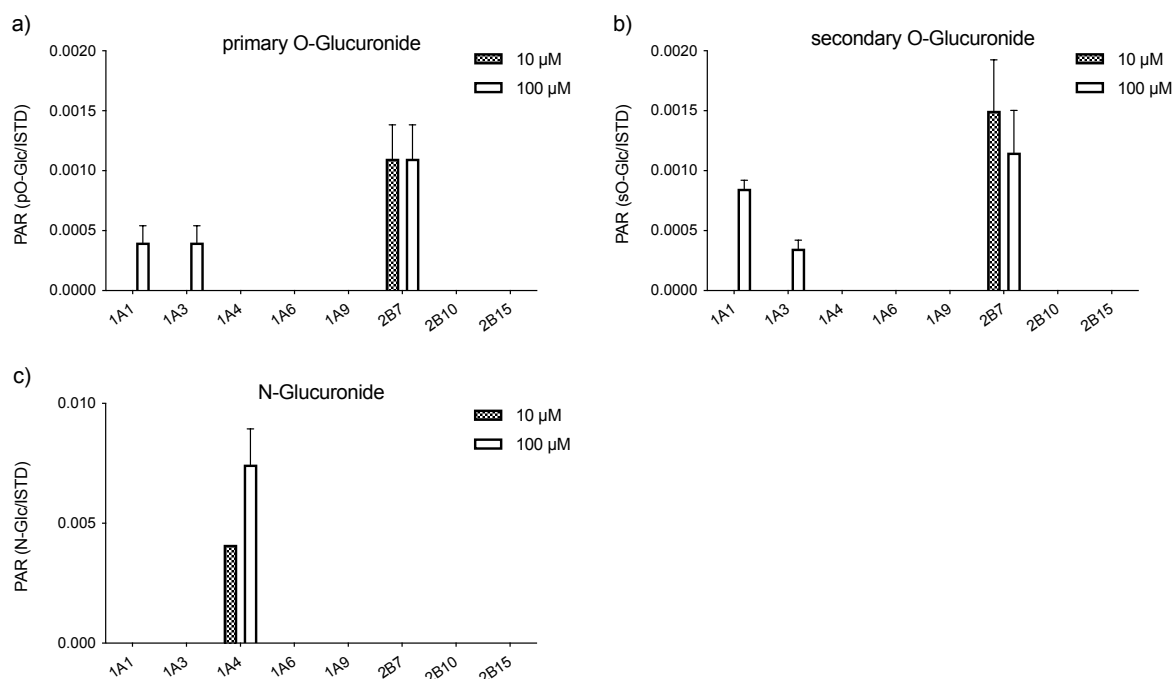 a)
primary O-Glucuronide
10 µM
100 µM
PAR (pO-Glc/ISTD)
0.0020
0.0015
0.0010
0.0005
0.0000
1A1 1A3 1A4 1A6 1A9 2B7 2B10 2B15
b)
secondary O-Glucuronide
10 µM
100 µM
PAR (sO-Glc/ISTD)
0.0020
0.0015
0.0010
0.0005
0.0000
1A1 1A3 1A4 1A6 1A9 2B7 2B10 2B15
c)
N-Glucuronide
10 µM
100 µM
PAR (N-Glc/ISTD)
0.010
0.005
0.000
1A1 1A3 1A4 1A6 1A9 2B7 2B10 2B15